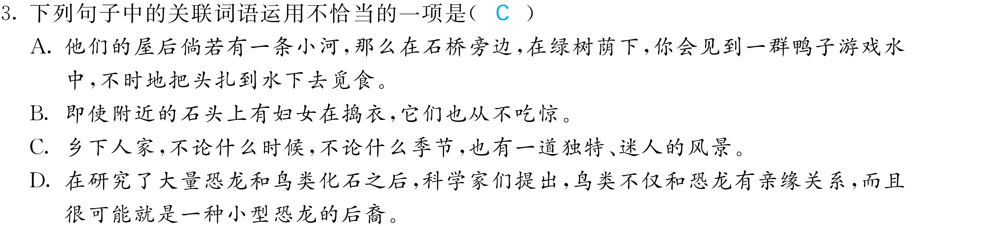 3. 下列句子中的关联词语运用不恰当的一项是( C )
A. 他们的屋后倘若有一条小河,那么在石桥旁边,在绿树荫下,你会见到一群鸭子游戏水
中,不时地把头扎到水下去觅食。
B. 即使附近的石头上有妇女在捣衣,它们也从不吃惊。
C. 乡下人家,不论什么时候,不论什么季节,也有一道独特、迷人的风景。
D. 在研究了大量恐龙和鸟类化石之后,科学家们提出,鸟类不仅和恐龙有亲缘关系,而且
很可能就是一种小型恐龙的后裔。